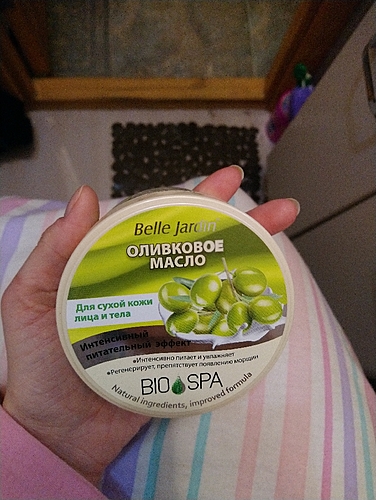 Belle Jardin
ОЛИВКОВОЕ
МАСЛО
Для сухой кожи
лица и тела
Интенсивный
питательный эффект
•Интенсивно питает и увлажняет
•Регенерирует, препятствует появлению морщин
BIO SPA
Natural ingredients, improved formula